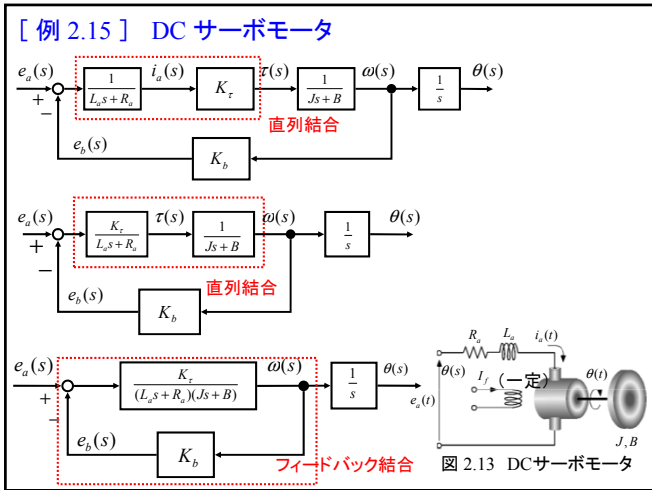 [ 例 2.15 ] DC サーボモータ
e_a(s) + − 1/(L_a s + R_a) i_a(s) K_τ τ(s) 1/(Js + B) ω(s) 1/s θ(s)
直列結合
e_b(s) K_b
e_a(s) + − K_τ/(L_a s + R_a) τ(s) 1/(Js + B) ω(s) 1/s θ(s)
直列結合
e_b(s) K_b
e_a(s) + − K_τ/((L_a s + R_a)(Js + B)) ω(s) 1/s θ(s)
e_b(s) K_b
フィードバック結合
R_a L_a i_a(t)
e_a(t) θ(s) I_f (一定) θ(t)
J, B
図 2.13 DCサーボモータ